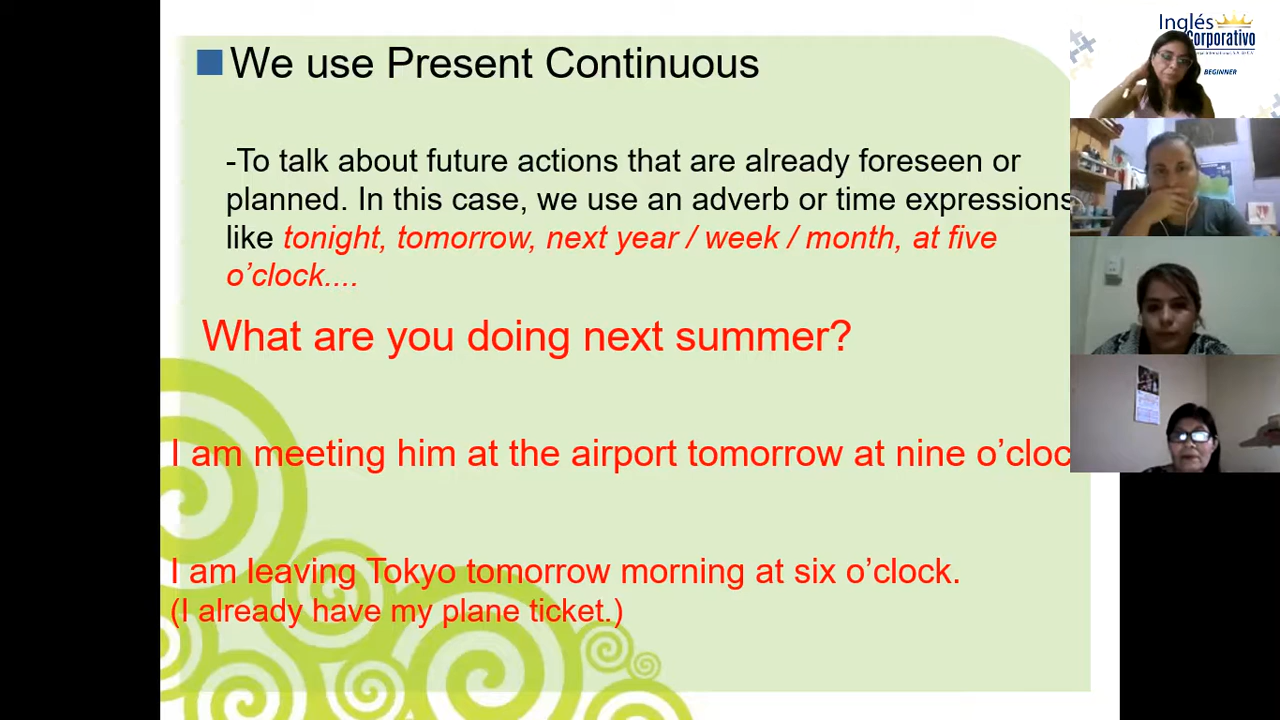 We use Present Continuous
-To talk about future actions that are already foreseen or
planned. In this case, we use an adverb or time expressions
like tonight, tomorrow, next year / week / month, at five
o’clock....
What are you doing next summer?
I am meeting him at the airport tomorrow at nine o’cloc
I am leaving Tokyo tomorrow morning at six o’clock.
(I already have my plane ticket.)
Inglés
Corporativo
BEGINNER